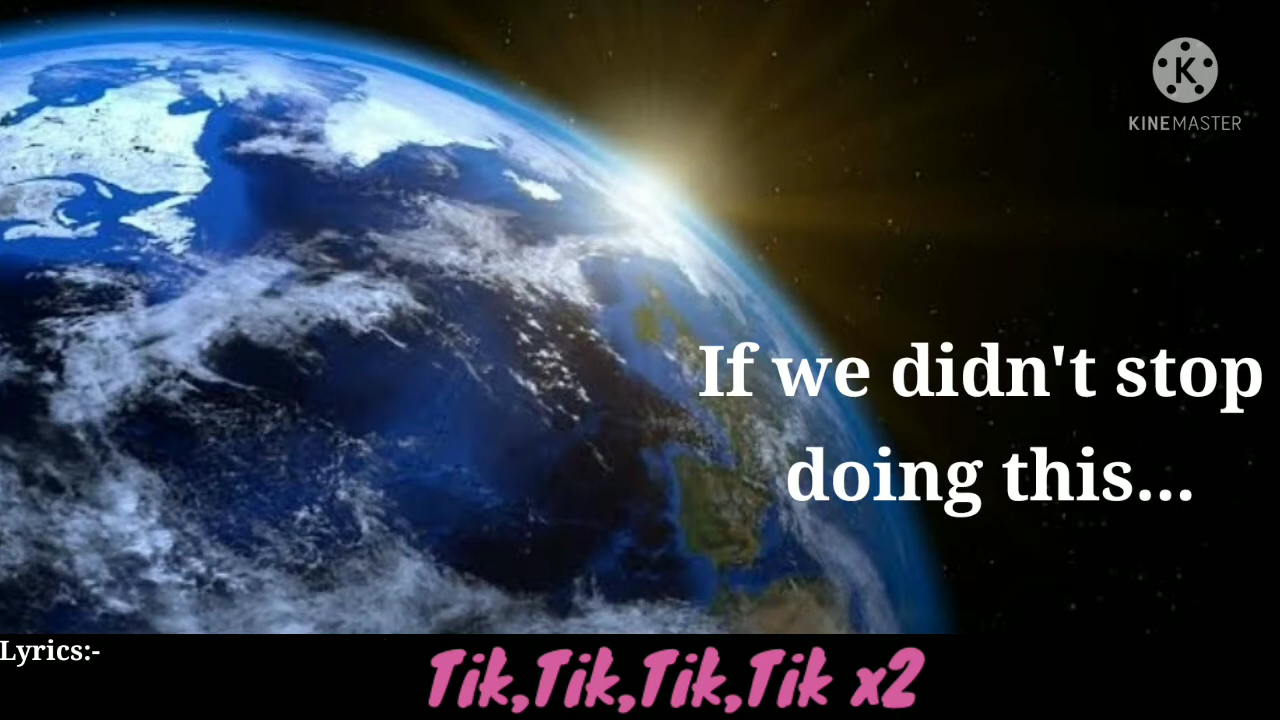 K
KINEMASTER
If we didn't stop
doing this...
Lyrics:-
Tik,Tik,Tik,Tik x2